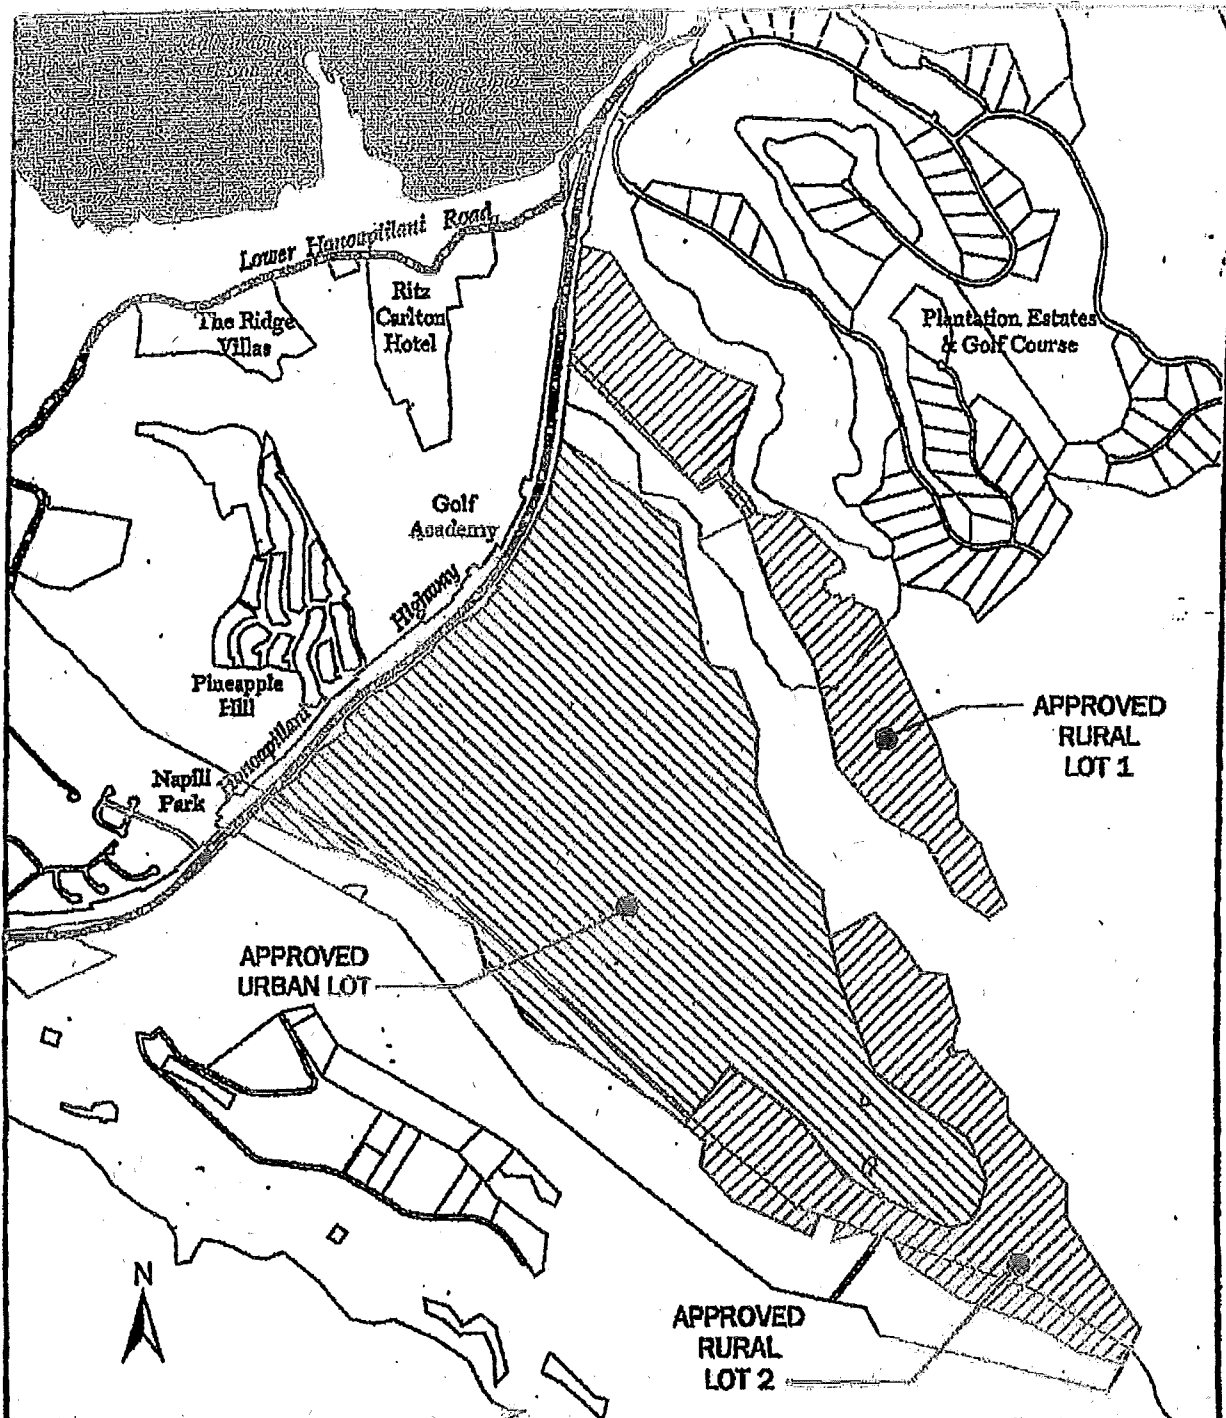 Lower Honoapiilani Road
The Ridge
Villas
Ritz
Carlton
Hotel
Plantation Estates
& Golf Course
Golf
Academy
Highway
Pineapple
Hill
Honoapiilani
Napili
Park
APPROVED
RURAL
LOT 1
APPROVED
URBAN LOT
N
APPROVED
RURAL
LOT 2